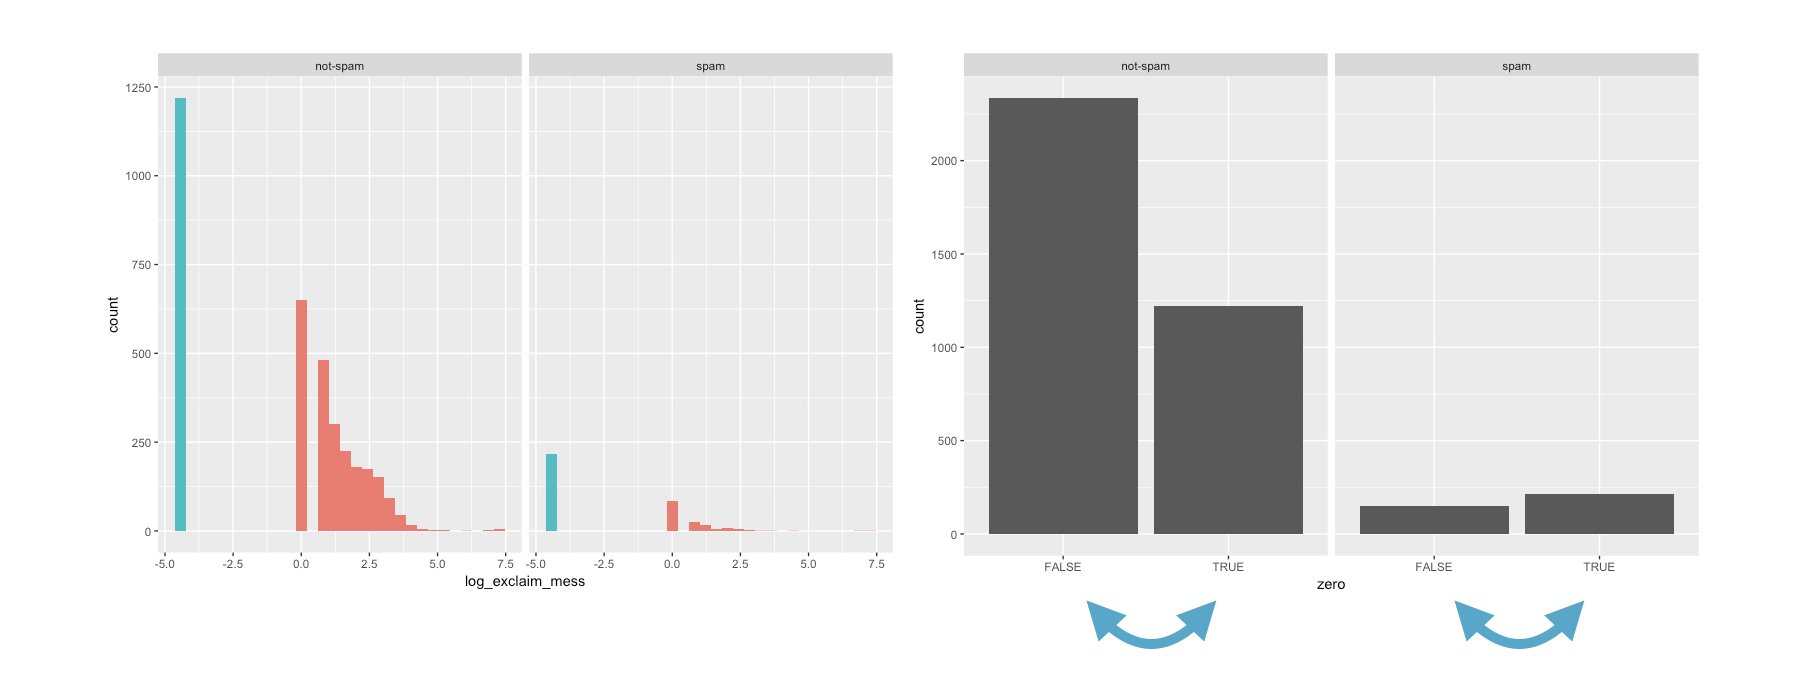 not-spam
spam
1250
1000
750
500
250
0
count
-5.0 -2.5 0.0 2.5 5.0 7.5 -5.0 -2.5 0.0 2.5 5.0 7.5
log_exclaim_mess
not-spam
spam
2000
1500
1000
500
0
count
FALSE TRUE FALSE TRUE
zero